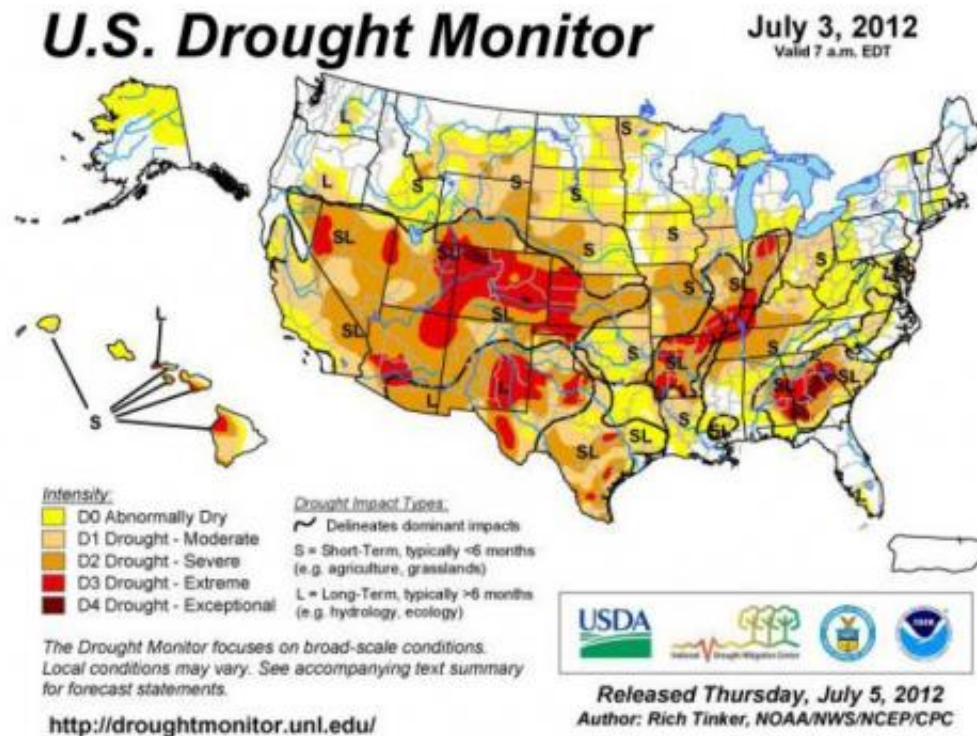 U.S. Drought Monitor
July 3, 2012
Valid 7 a.m. EDT
L
S
L
S
S
S
S
SL
S
S
S
SL
S
SL
SL
SL
S
S
L
SL
SL
SL
L
S
SL
SL
SL
L
L
S
Intensity:
D0 Abnormally Dry
D1 Drought - Moderate
D2 Drought - Severe
D3 Drought - Extreme
D4 Drought - Exceptional
Drought Impact Types:
Delineates dominant impacts
S = Short-Term, typically <6 months
(e.g. agriculture, grasslands)
L = Long-Term, typically >6 months
(e.g. hydrology, ecology)
The Drought Monitor focuses on broad-scale conditions.
Local conditions may vary. See accompanying text summary
for forecast statements.
http://droughtmonitor.unl.edu/
USDA
National Drought Mitigation Center
Released Thursday, July 5, 2012
Author: Rich Tinker, NOAA/NWS/NCEP/CPC